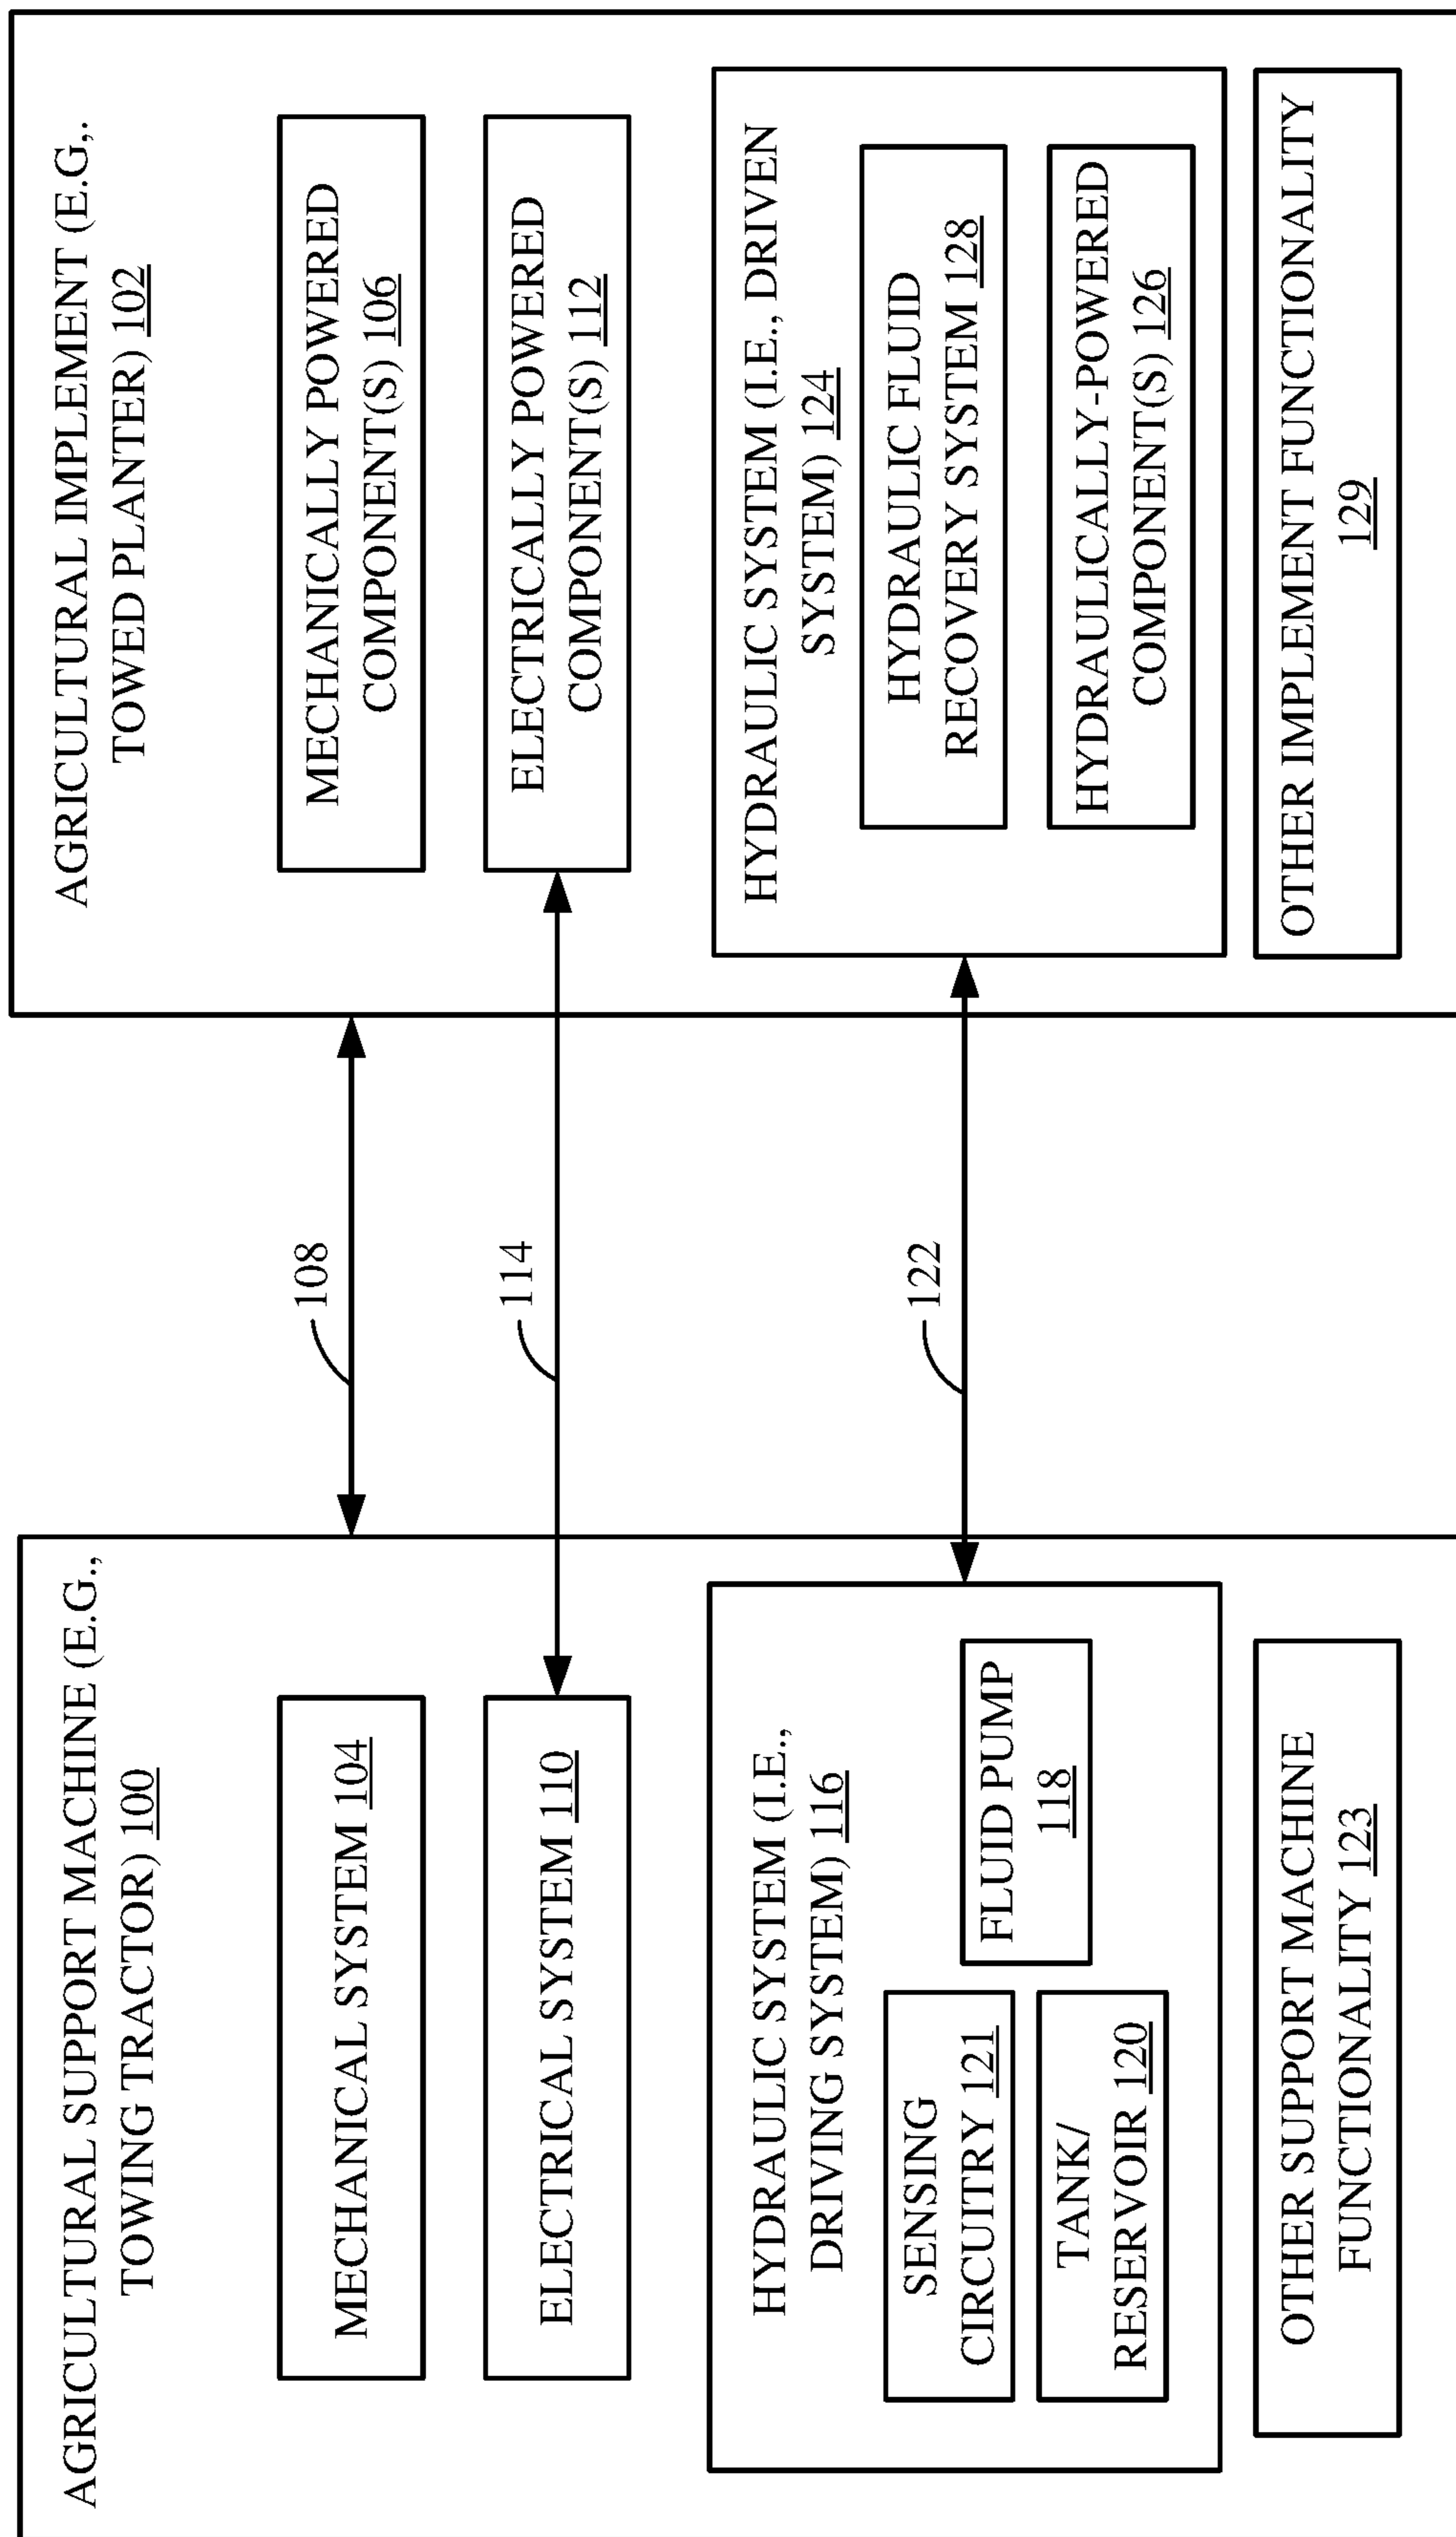 AGRICULTURAL SUPPORT MACHINE (E.G.,
TOWING TRACTOR) 100
MECHANICAL SYSTEM 104
ELECTRICAL SYSTEM 110
HYDRAULIC SYSTEM (I.E.,
DRIVING SYSTEM) 116
SENSING
CIRCUITRY 121
TANK/
RESERVOIR 120
FLUID PUMP
118
OTHER SUPPORT MACHINE
FUNCTIONALITY 123
108
114
122
AGRICULTURAL IMPLEMENT (E.G,.
TOWED PLANTER) 102
MECHANICALLY POWERED
COMPONENT(S) 106
ELECTRICALLY POWERED
COMPONENT(S) 112
HYDRAULIC SYSTEM (I.E., DRIVEN
SYSTEM) 124
HYDRAULIC FLUID
RECOVERY SYSTEM 128
HYDRAULICALLY-POWERED
COMPONENT(S) 126
OTHER IMPLEMENT FUNCTIONALITY
129